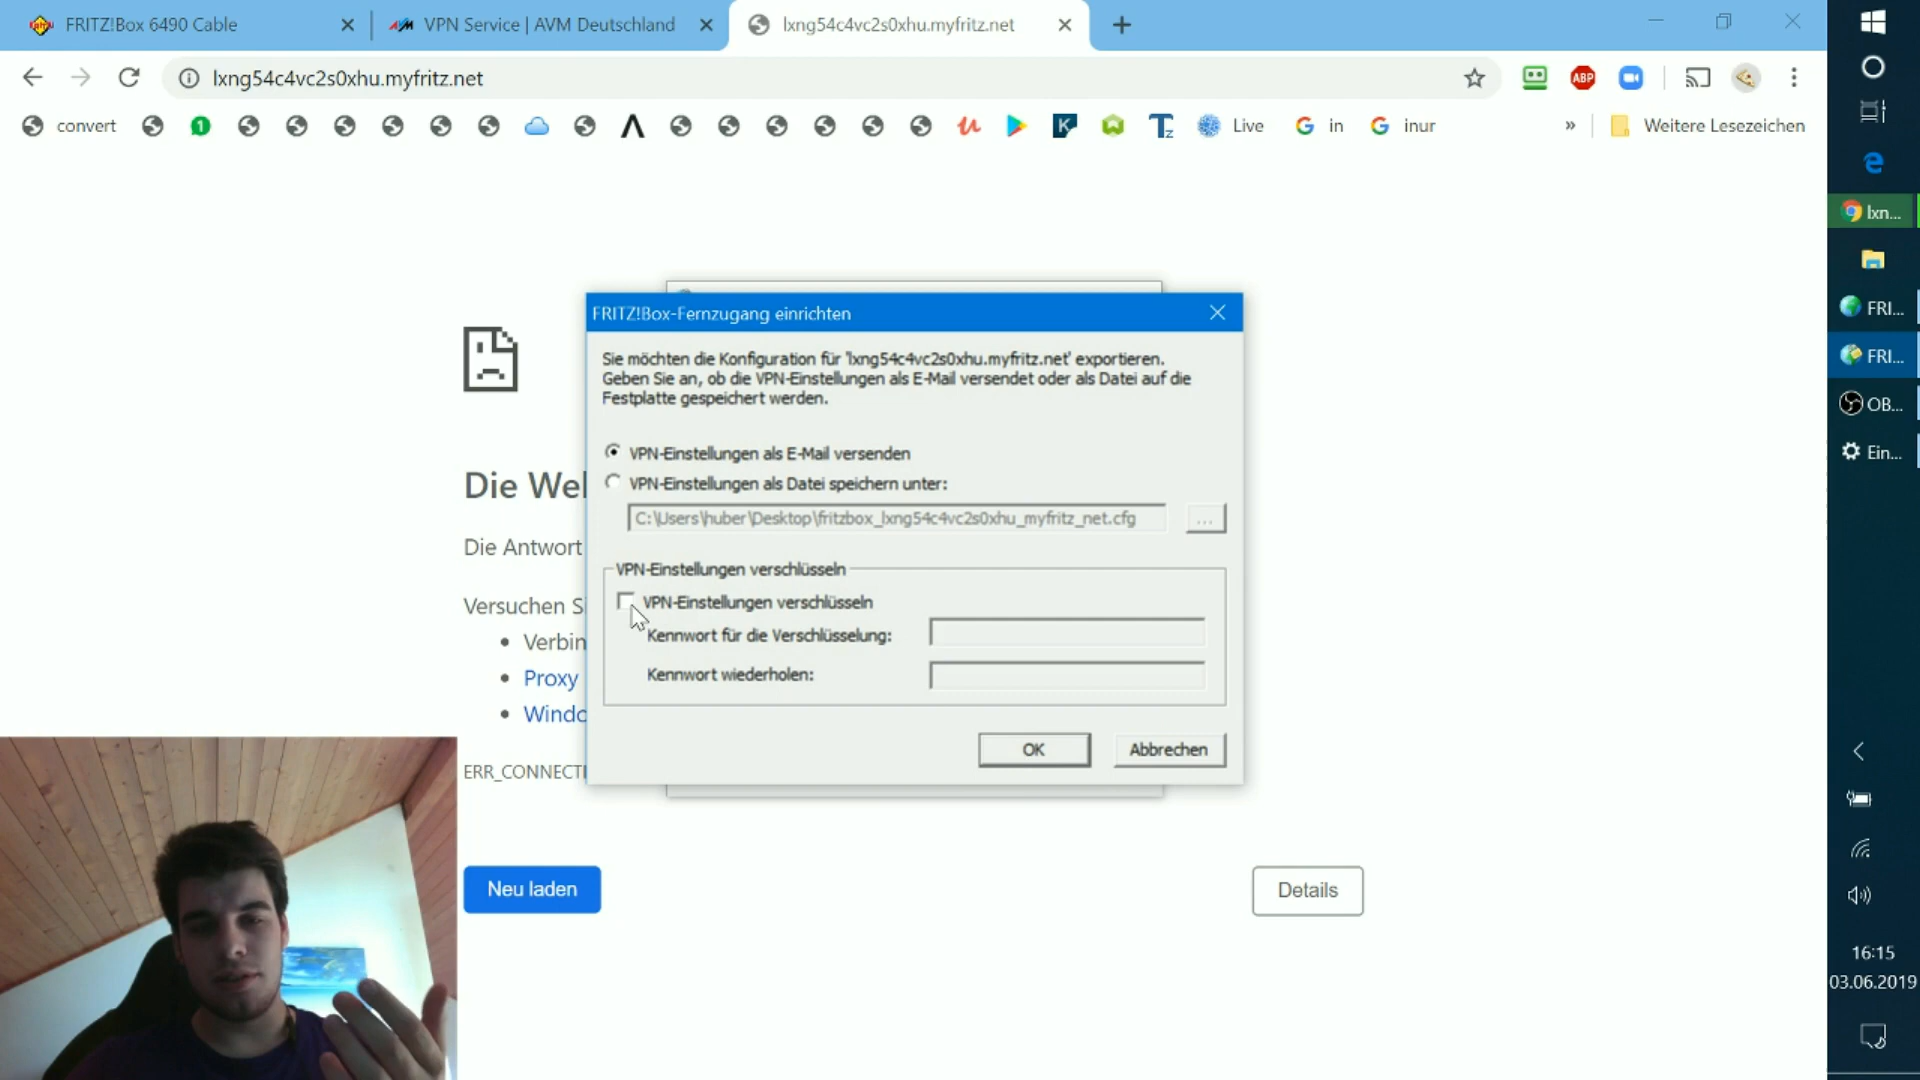 FRITZ!Box 6490 Cable
VPN Service | AVM Deutschland
lxng54c4vc2s0xhu.myfritz.net
lxng54c4vc2s0xhu.myfritz.net
ABP
convert
1
K
Tz
Live
in
inur
»
Weitere Lesezeichen
lxn...
FRI...
FRI...
OB...
Ein...
FRITZ!Box-Fernzugang einrichten
Sie möchten die Konfiguration für 'lxng54c4vc2s0xhu.myfritz.net' exportieren.
Geben Sie an, ob die VPN-Einstellungen als E-Mail versendet oder als Datei auf die
Festplatte gespeichert werden.
VPN-Einstellungen als E-Mail versenden
VPN-Einstellungen als Datei speichern unter:
C:\Users\huber\Desktop\fritzbox_lxng54c4vc2s0xhu_myfritz_net.cfg
...
VPN-Einstellungen verschlüsseln
VPN-Einstellungen verschlüsseln
Kennwort für die Verschlüsselung:
Kennwort wiederholen:
OK
Abbrechen
Die Wel
Die Antwort
Versuchen S
Verbin
Proxy
Windo
ERR_CONNECTI
Neu laden
Details
16:15
03.06.2019